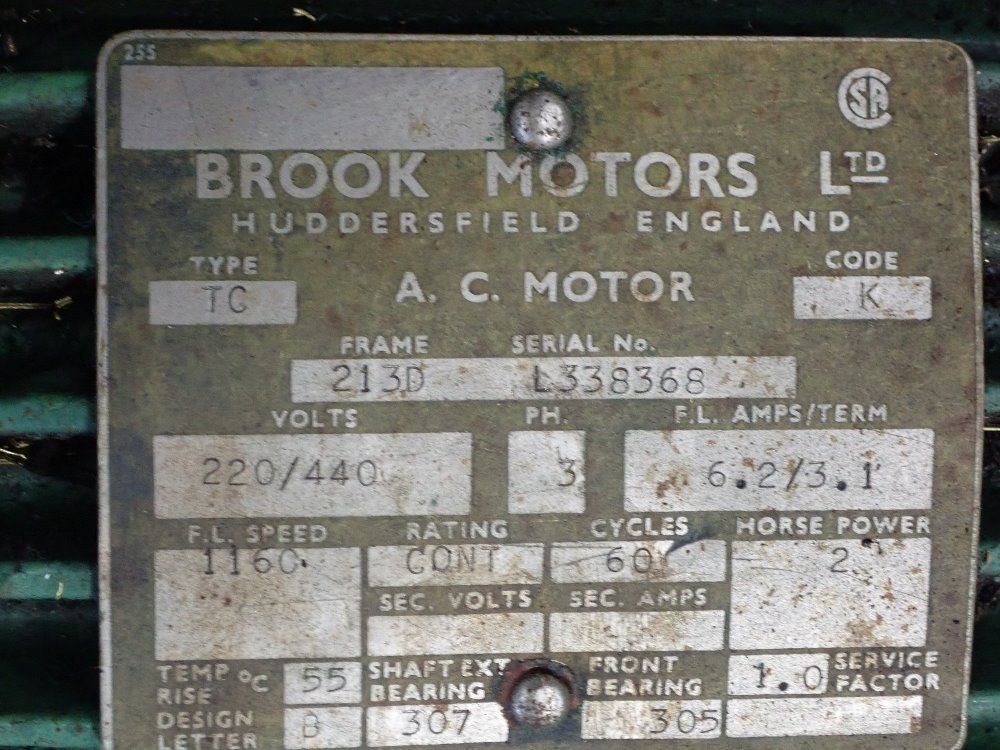 255
CSA
BROOK MOTORS LTD
HUDDERSFIELD ENGLAND
TYPE CODE
TC A. C. MOTOR K
FRAME SERIAL No.
213D L338368
VOLTS PH. F.L. AMPS/TERM
220/440 3 6.2/3.1
F.L. SPEED RATING CYCLES HORSE POWER
1160 CONT 60 2
SEC. VOLTS SEC. AMPS
TEMP °C RISE 55 SHAFT EXT BEARING FRONT BEARING 1.0 SERVICE FACTOR
DESIGN LETTER B 307 305